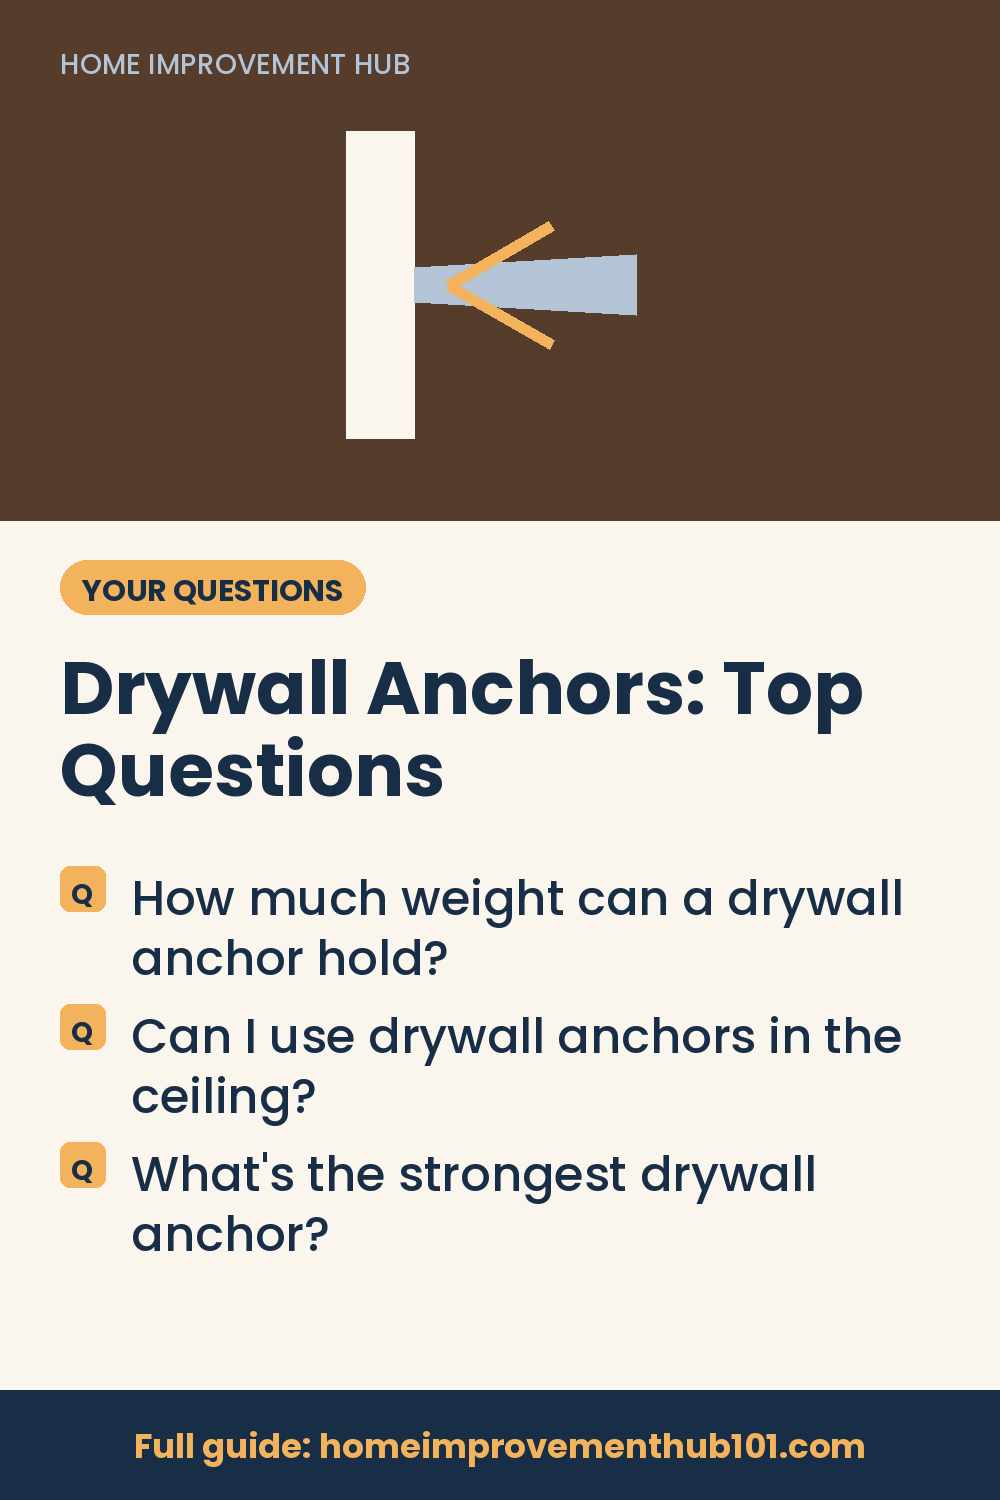 HOME IMPROVEMENT HUB
YOUR QUESTIONS
Drywall Anchors: Top
Questions
Q How much weight can a drywall
anchor hold?
Q Can I use drywall anchors in the
ceiling?
Q What's the strongest drywall
anchor?
Full guide: homeimprovementhub101.com